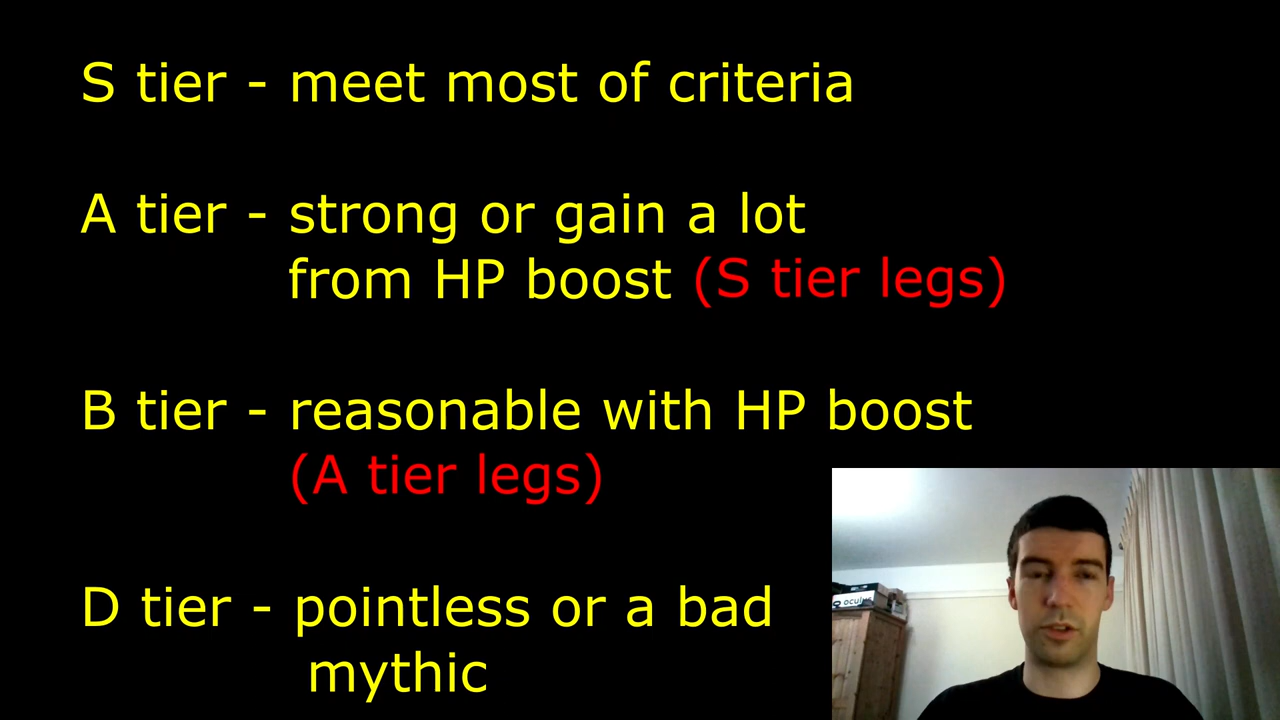 S tier - meet most of criteria
A tier - strong or gain a lot
from HP boost (S tier legs)
B tier - reasonable with HP boost
(A tier legs)
D tier - pointless or a bad
mythic